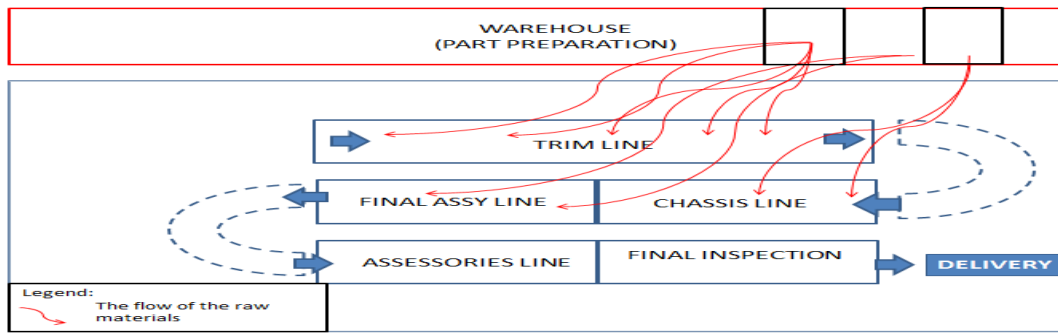 WAREHOUSE
(PART PREPARATION)
TRIM LINE
FINAL ASSY LINE
CHASSIS LINE
ASSESSORIES LINE
FINAL INSPECTION
DELIVERY
Legend:
The flow of the raw
materials